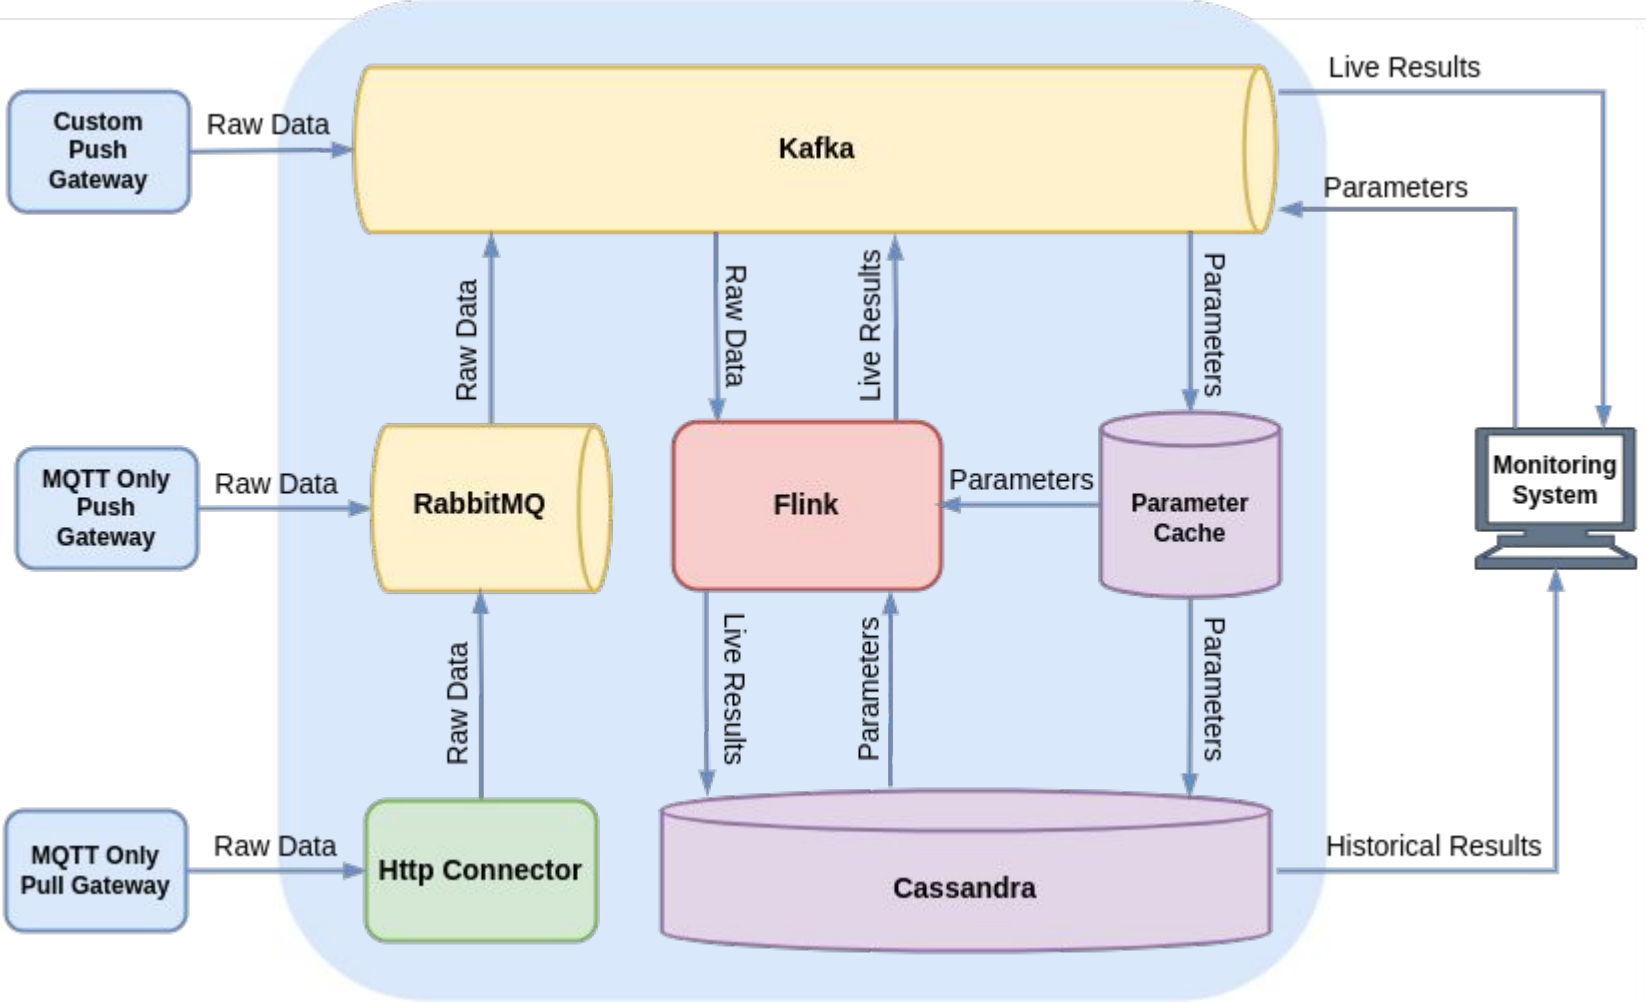 Live Results
Custom
Push
Gateway
Raw Data
Kafka
Parameters
Raw Data
Raw Data
Live Results
Parameters
MQTT Only
Push
Gateway
Raw Data
RabbitMQ
Flink
Parameters
Parameter
Cache
Monitoring
System
Raw Data
Live Results
Parameters
Parameters
MQTT Only
Pull Gateway
Raw Data
Http Connector
Cassandra
Historical Results